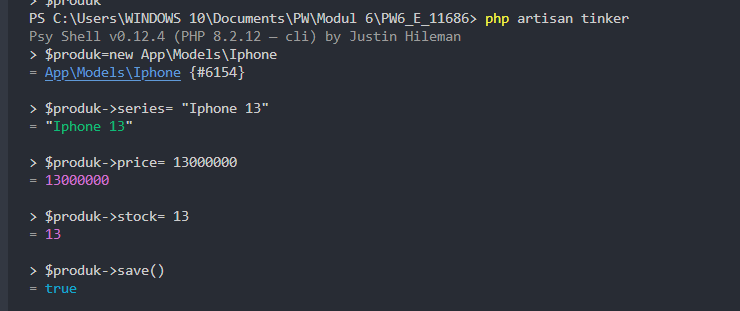 > $produk
PS C:\Users\WINDOWS 10\Documents\PW\Modul 6\PW6_E_11686> php artisan tinker
Psy Shell v0.12.4 (PHP 8.2.12 — cli) by Justin Hileman
> $produk=new App\Models\Iphone
= App\Models\Iphone {#6154}
> $produk->series= "Iphone 13"
= "Iphone 13"
> $produk->price= 13000000
= 13000000
> $produk->stock= 13
= 13
> $produk->save()
= true